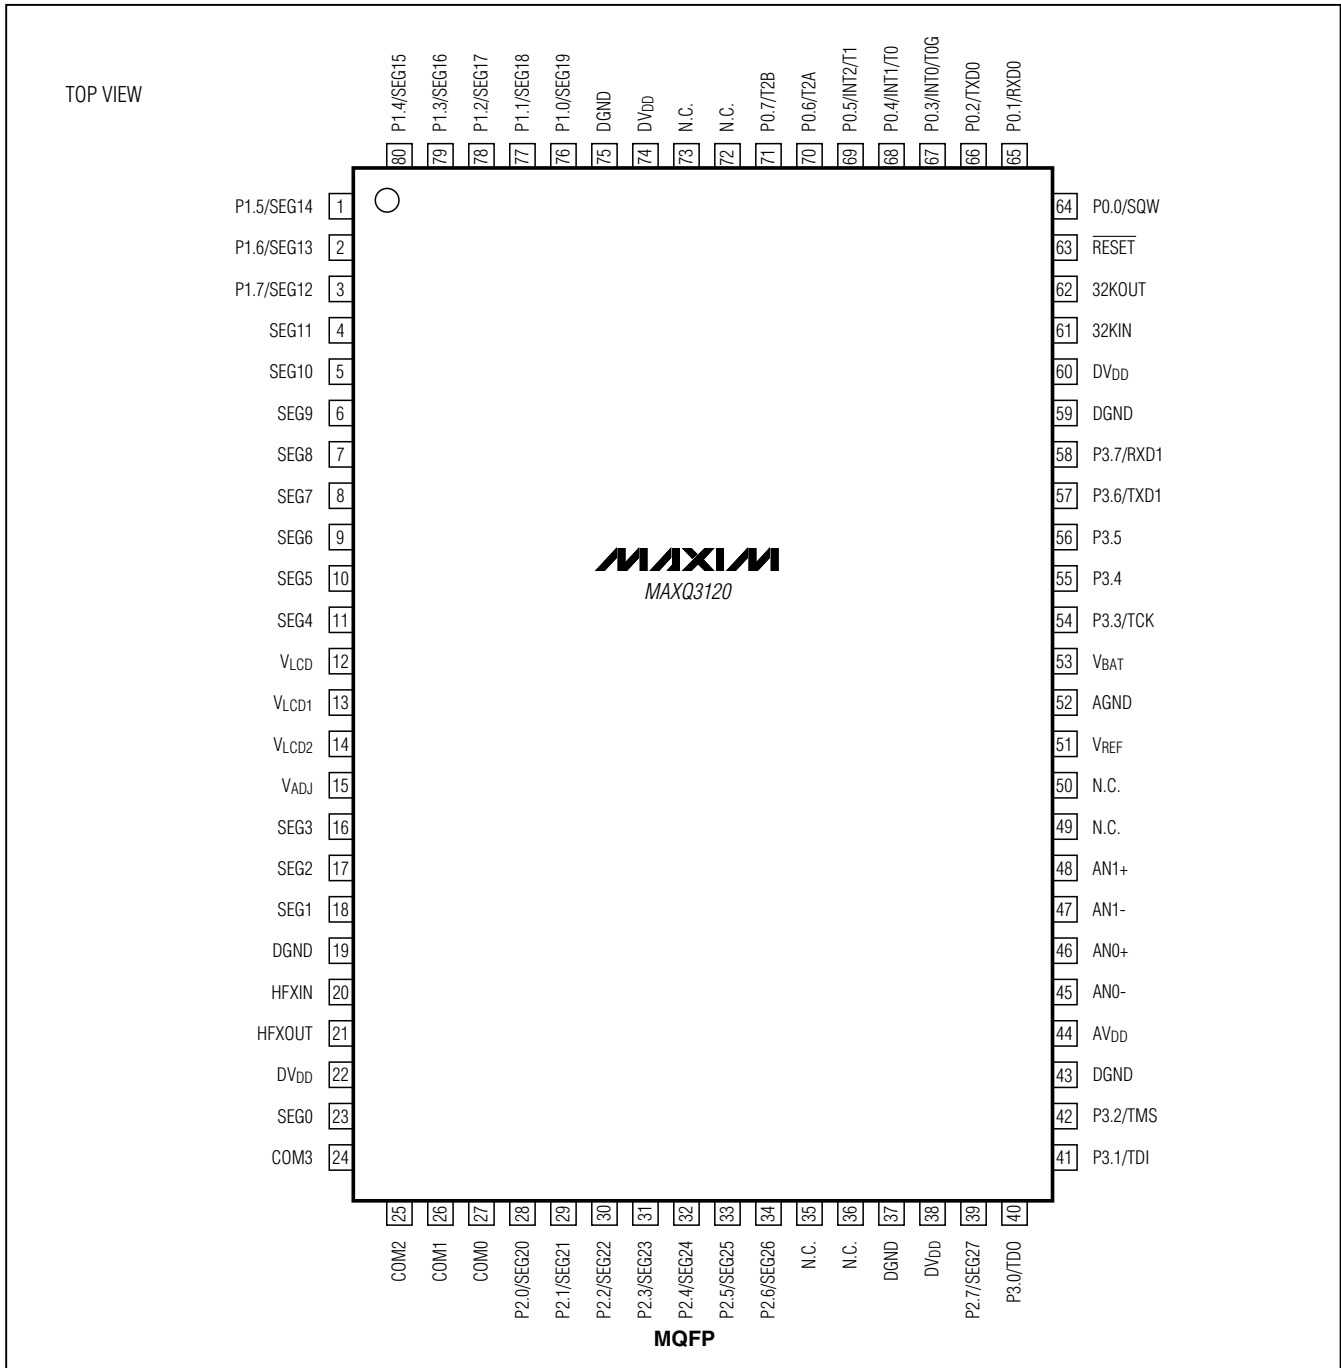 TOP VIEW
P1.4/SEG15
P1.3/SEG16
P1.2/SEG17
P1.1/SEG18
P1.0/SEG19
DGND
DVDD
N.C.
N.C.
P0.7/T2B
P0.6/T2A
P0.5/INT2/T1
P0.4/INT1/T0
P0.3/INT0/T0G
P0.2/TXD0
P0.1/RXD0
80 79 78 77 76 75 74 73 72 71 70 69 68 67 66 65
P1.5/SEG14 1
P1.6/SEG13 2
P1.7/SEG12 3
SEG11 4
SEG10 5
SEG9 6
SEG8 7
SEG7 8
SEG6 9
SEG5 10
SEG4 11
VLCD 12
VLCD1 13
VLCD2 14
VADJ 15
SEG3 16
SEG2 17
SEG1 18
DGND 19
HFXIN 20
HFXOUT 21
DVDD 22
SEG0 23
COM3 24
MAXIM
MAXQ3120
64 P0.0/SQW
63 RESET
62 32KOUT
61 32KIN
60 DVDD
59 DGND
58 P3.7/RXD1
57 P3.6/TXD1
56 P3.5
55 P3.4
54 P3.3/TCK
53 VBAT
52 AGND
51 VREF
50 N.C.
49 N.C.
48 AN1+
47 AN1-
46 AN0+
45 AN0-
44 AVDD
43 DGND
42 P3.2/TMS
41 P3.1/TDI
25 26 27 28 29 30 31 32 33 34 35 36 37 38 39 40
COM2
COM1
COM0
P2.0/SEG20
P2.1/SEG21
P2.2/SEG22
P2.3/SEG23
P2.4/SEG24
P2.5/SEG25
P2.6/SEG26
N.C.
N.C.
DGND
DVDD
P2.7/SEG27
P3.0/TDO
MQFP